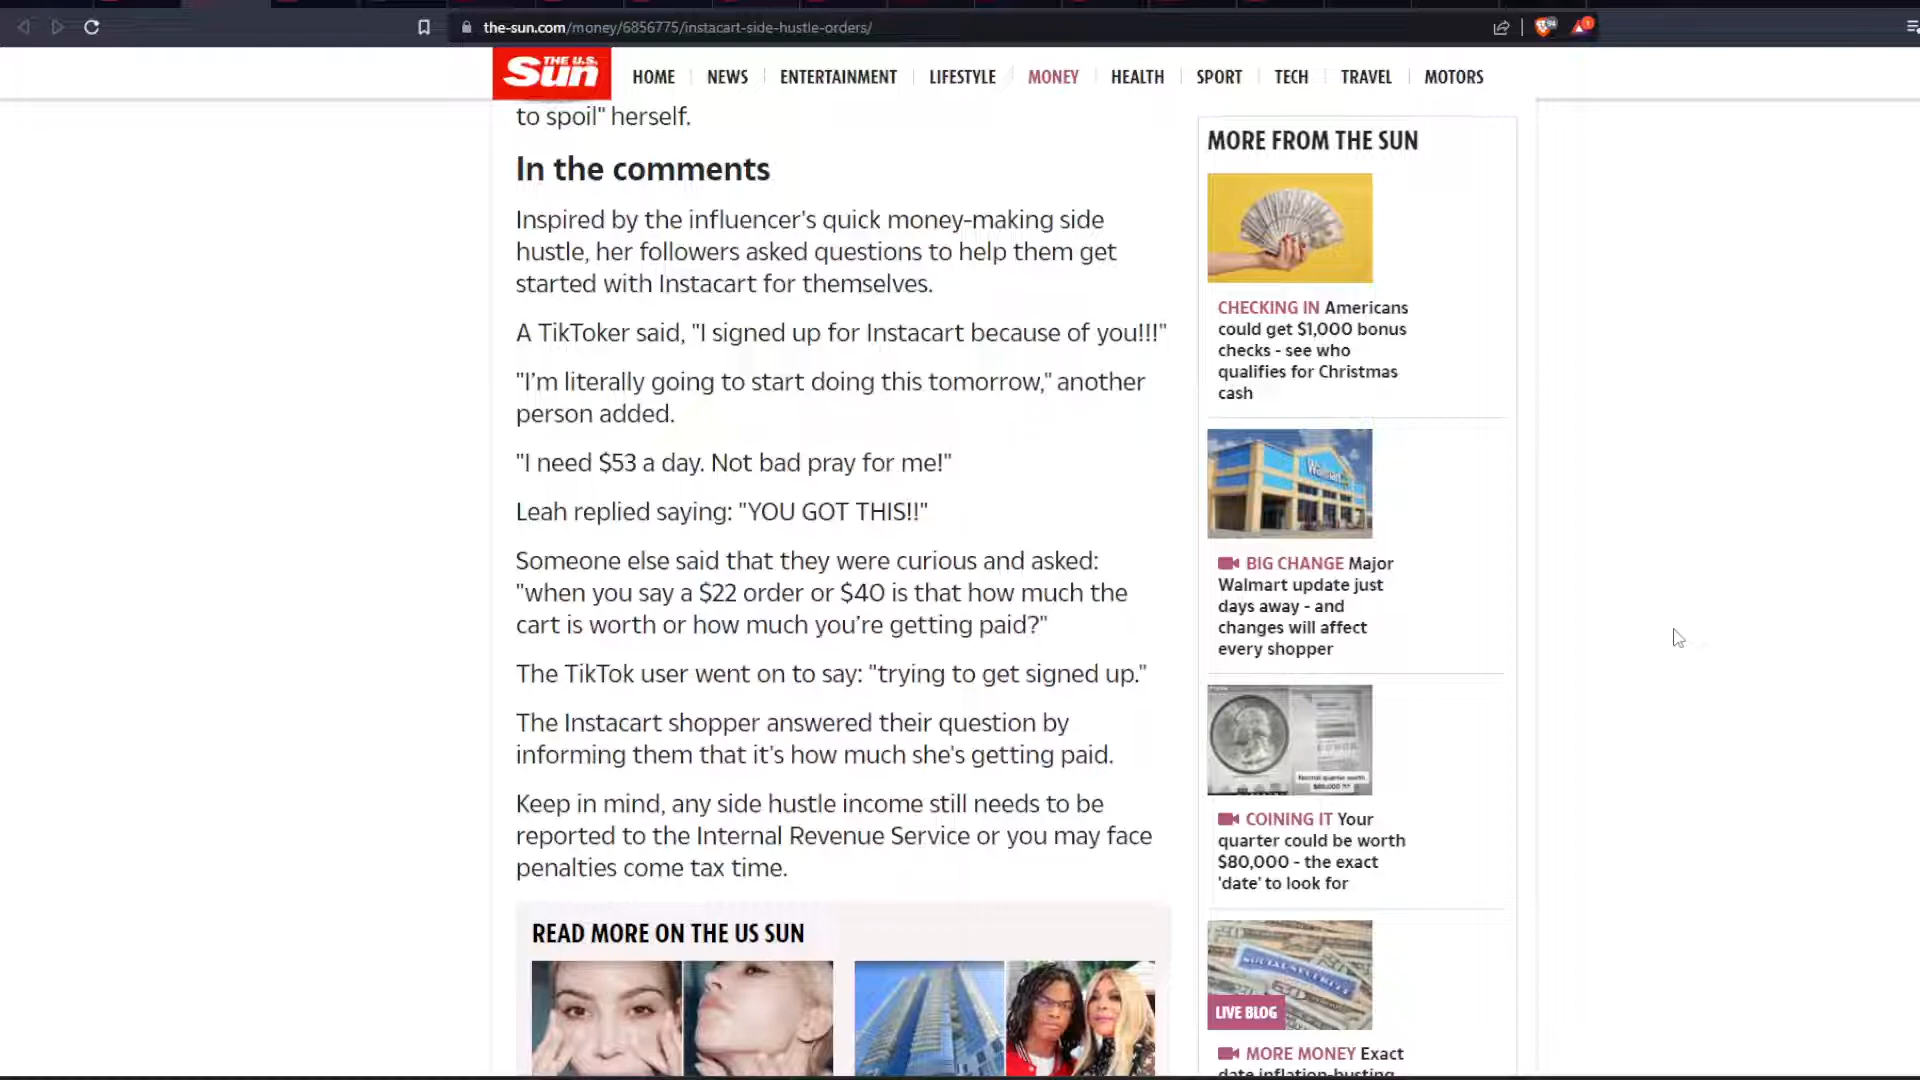 the-sun.com/money/6856775/instacart-side-hustle-orders/
THE U.S.
Sun
HOME
NEWS
ENTERTAINMENT
LIFESTYLE
MONEY
HEALTH
SPORT
TECH
TRAVEL
MOTORS
to spoil" herself.
In the comments
Inspired by the influencer's quick money-making side
hustle, her followers asked questions to help them get
started with Instacart for themselves.
A TikToker said, "I signed up for Instacart because of you!!!"
"I’m literally going to start doing this tomorrow," another
person added.
"I need $53 a day. Not bad pray for me!"
Leah replied saying: "YOU GOT THIS!!"
Someone else said that they were curious and asked:
"when you say a $22 order or $40 is that how much the
cart is worth or how much you’re getting paid?"
The TikTok user went on to say: "trying to get signed up."
The Instacart shopper answered their question by
informing them that it's how much she's getting paid.
Keep in mind, any side hustle income still needs to be
reported to the Internal Revenue Service or you may face
penalties come tax time.
READ MORE ON THE US SUN
MORE FROM THE SUN
CHECKING IN Americans
could get $1,000 bonus
checks - see who
qualifies for Christmas
cash
Walmart
BIG CHANGE Major
Walmart update just
days away - and
changes will affect
every shopper
Normal quarter worth
$80,000 ?!?
COINING IT Your
quarter could be worth
$80,000 - the exact
'date' to look for
SOCIAL SECURITY
LIVE BLOG
MORE MONEY Exact
date inflation-busting